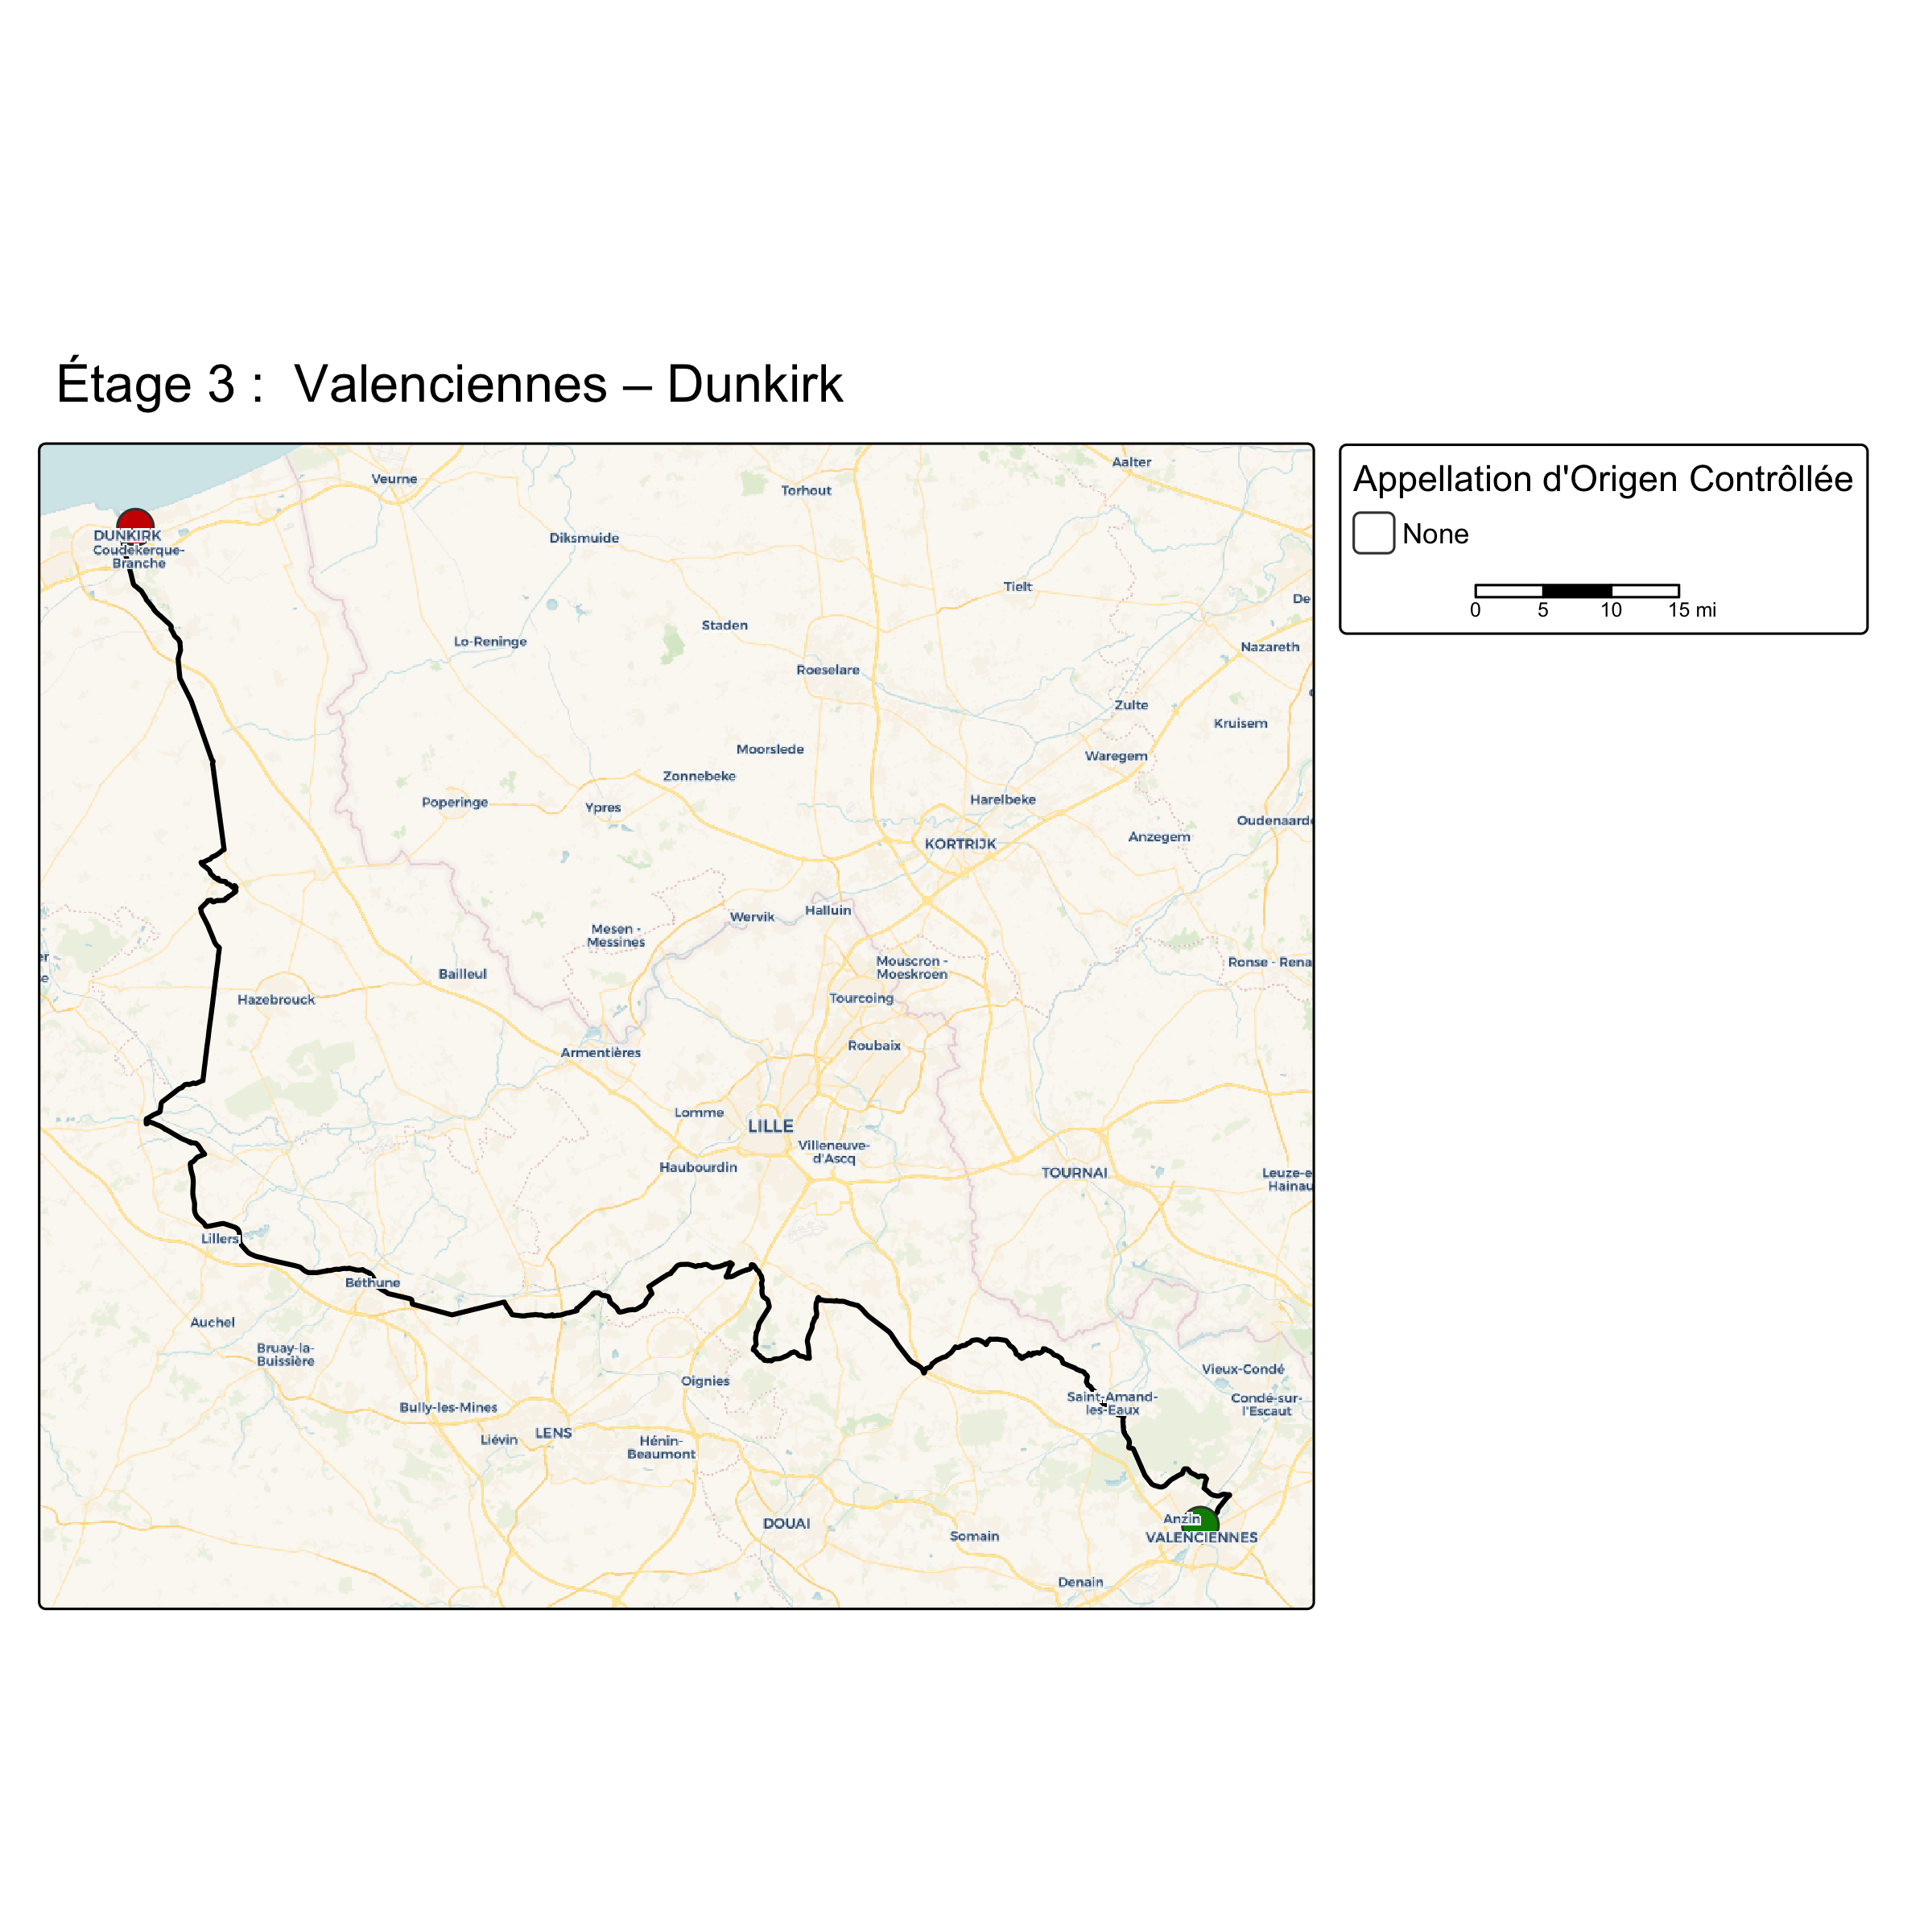 Étage 3 :  Valenciennes – Dunkirk
Appellation d'Origen Contrôllée
None
0 5 10 15 mi
Veurne
Aalter
Torhout
DUNKIRK
Coudekerque-
Branche
Diksmuide
Tielt
De
Staden
Lo-Reninge
Nazareth
Roeselare
Zulte
Kruisem
Moorslede
Waregem
Zonnebeke
Poperinge
Ypres
Harelbeke
Oudenaarde
Anzegem
KORTRIJK
Wervik
Halluin
Mesen -
Messines
Mouscron -
Moeskroen
Ronse - Rena
er
e
Bailleul
Hazebrouck
Tourcoing
Roubaix
Armentières
Lomme
LILLE
Villeneuve-
d'Ascq
Haubourdin
TOURNAI
Leuze-e
Hainau
Lillers
Béthune
Auchel
Bruay-la-
Buissière
Oignies
Vieux-Condé
Saint-Amand-
les-Eaux
Condé-sur-
l'Escaut
Bully-les-Mines
Liévin
LENS
Hénin-
Beaumont
DOUAI
Somain
Anzin
VALENCIENNES
Denain